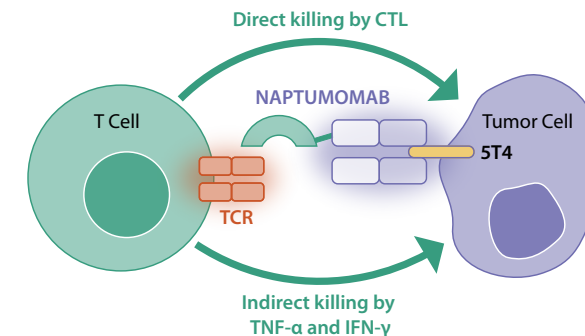 Direct killing by CTL
NAPTUMOMAB
T Cell
Tumor Cell
5T4
TCR
Indirect killing by
TNF-α and IFN-γ